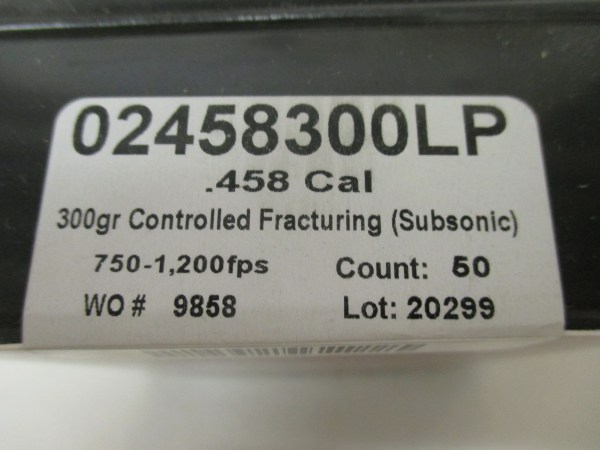 02458300LP
.458 Cal
300gr Controlled Fracturing (Subsonic)
750-1,200fps Count: 50
WO # 9858 Lot: 20299